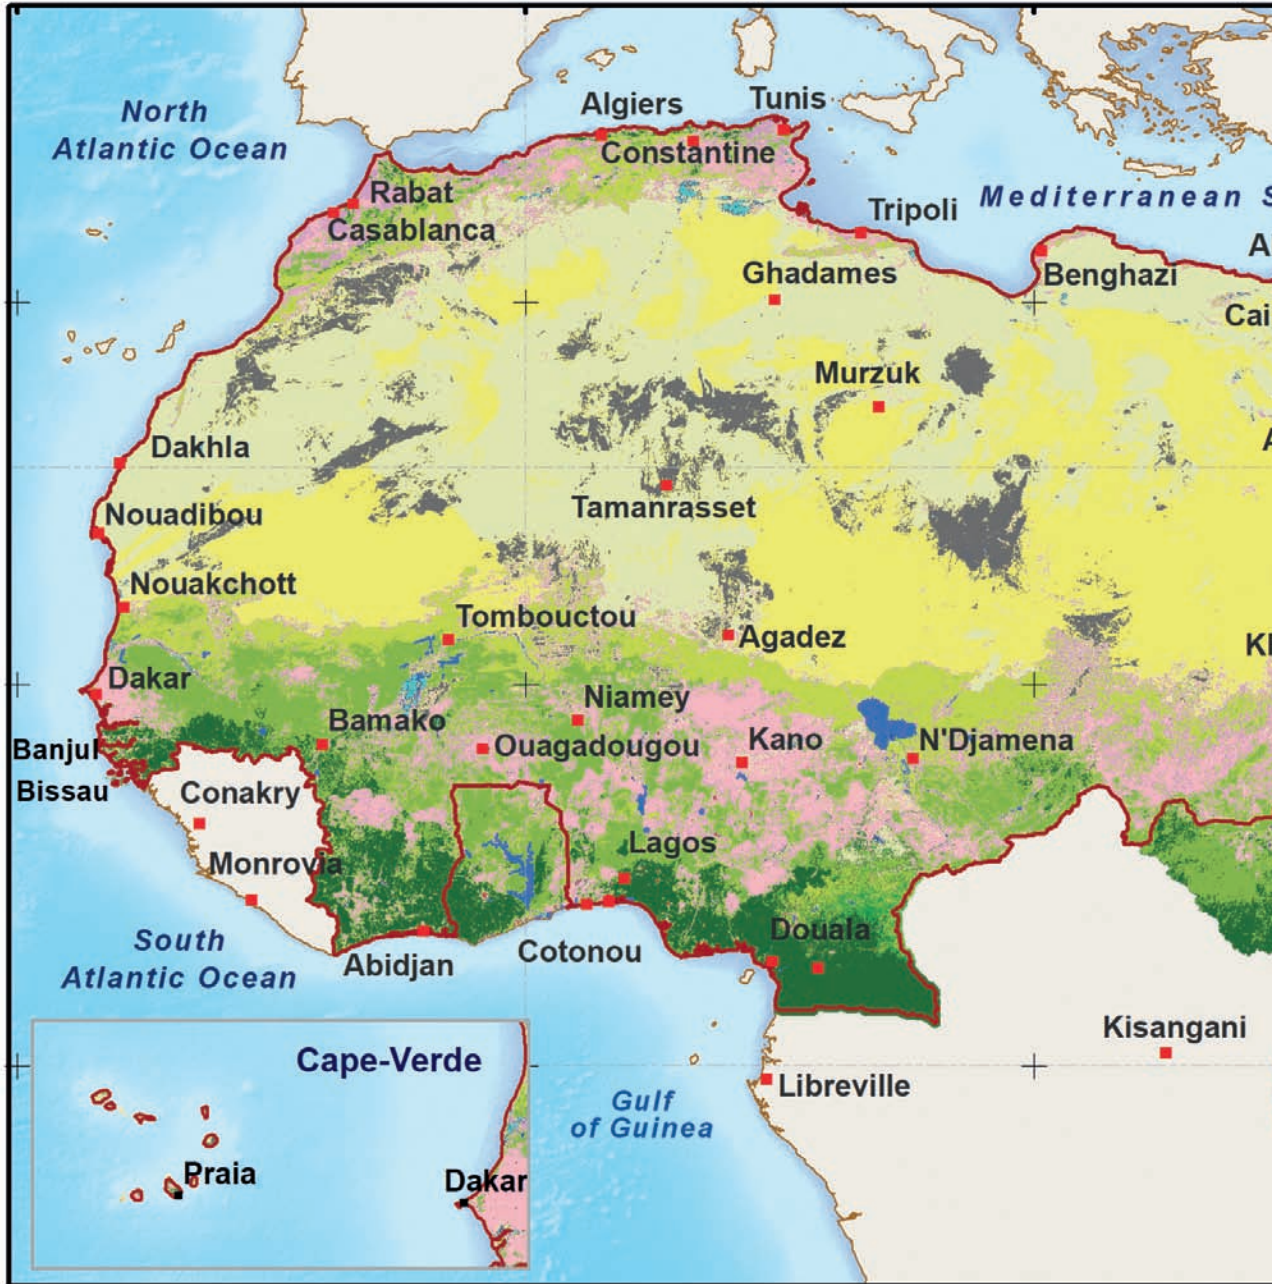 Algiers
Tunis
North
Atlantic Ocean
Constantine
Rabat
Mediterranean S
Tripoli
Casablanca
A
Ghadames
Benghazi
Cai
Murzuk
Dakhla
A
Tamanrasset
Nouadibou
Nouakchott
Tombouctou
Agadez
Kl
Dakar
Niamey
Bamako
Ouagadougou
Kano
N'Djamena
Banjul
Bissau
Conakry
Lagos
Monrovia
Douala
South
Atlantic Ocean
Abidjan
Cotonou
Kisangani
Cape-Verde
Libreville
Gulf
of Guinea
Praia
Dakar